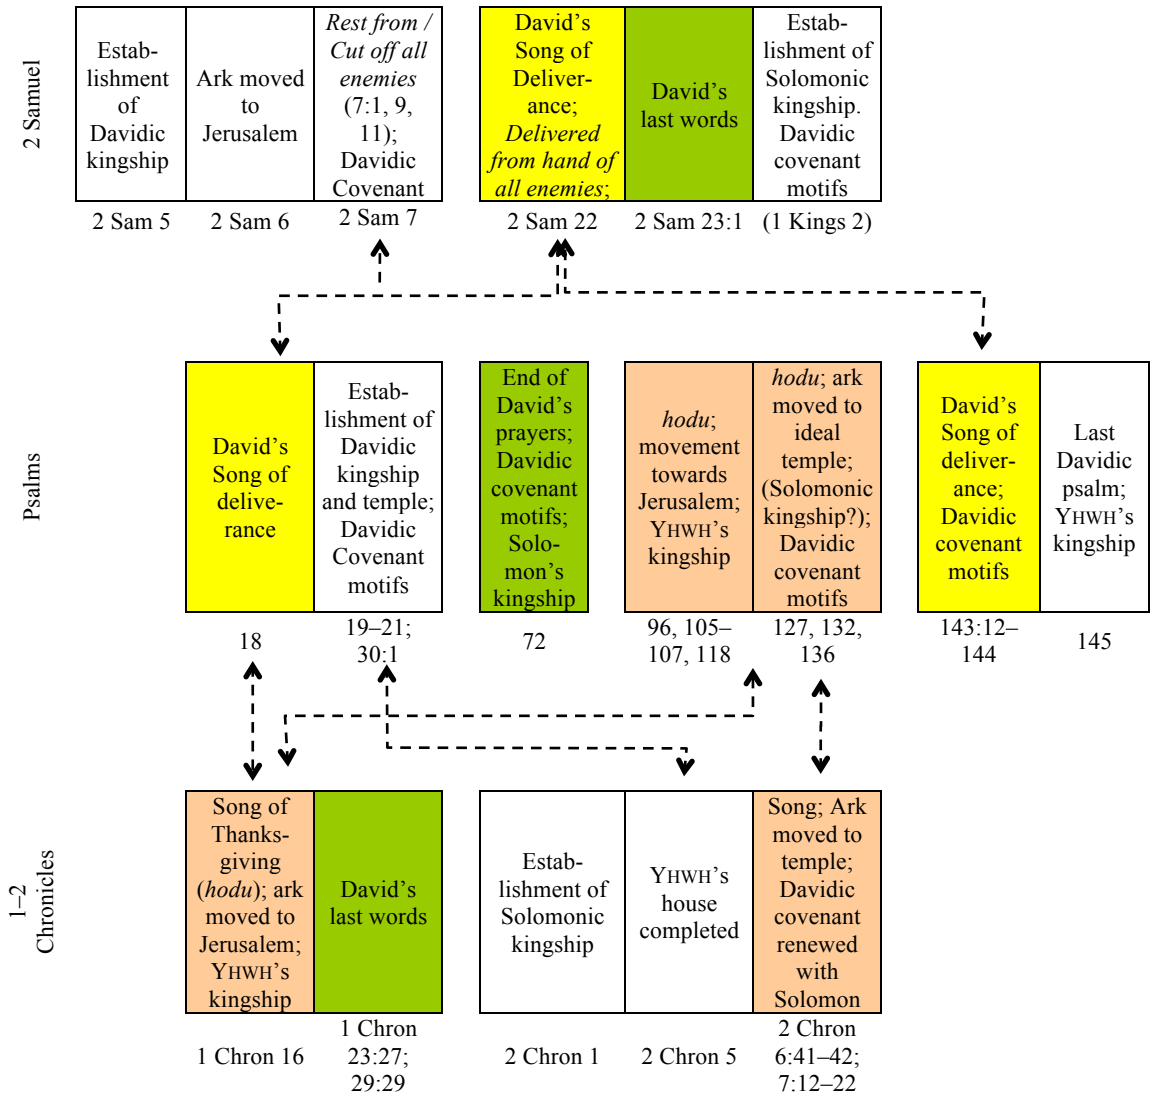 2 Samuel
Estab-
lishment
of
Davidic
kingship
2 Sam 5
Ark moved
to
Jerusalem
2 Sam 6
Rest from /
Cut off all
enemies
(7:1, 9,
11);
Davidic
Covenant
2 Sam 7
David’s
Song of
Deliver-
ance;
Delivered
from hand of
all enemies;
2 Sam 22
David’s
last words
2 Sam 23:1
Estab-
lishment of
Solomonic
kingship.
Davidic
covenant
motifs
(1 Kings 2)
Psalms
David’s
Song of
delive-
rance
18
Estab-
lishment of
Davidic
kingship
and temple;
Davidic
Covenant
motifs
19–21;
30:1
End of
David’s
prayers;
Davidic
covenant
motifs;
Solo-
mon’s
kingship
72
hodu;
movement
towards
Jerusalem;
YHWH’s
kingship
96, 105–
107, 118
hodu; ark
moved to
ideal
temple;
(Solomonic
kingship?);
Davidic
covenant
motifs
127, 132,
136
David’s
Song of
deliver-
ance;
Davidic
covenant
motifs
143:12–
144
Last
Davidic
psalm;
YHWH’s
kingship
145
1–2
Chronicles
Song of
Thanks-
giving
(hodu); ark
moved to
Jerusalem;
YHWH’s
kingship
1 Chron 16
David’s
last words
1 Chron
23:27;
29:29
Estab-
lishment of
Solomonic
kingship
2 Chron 1
YHWH’s
house
completed
2 Chron 5
Song; Ark
moved to
temple;
Davidic
covenant
renewed
with
Solomon
2 Chron
6:41–42;
7:12–22